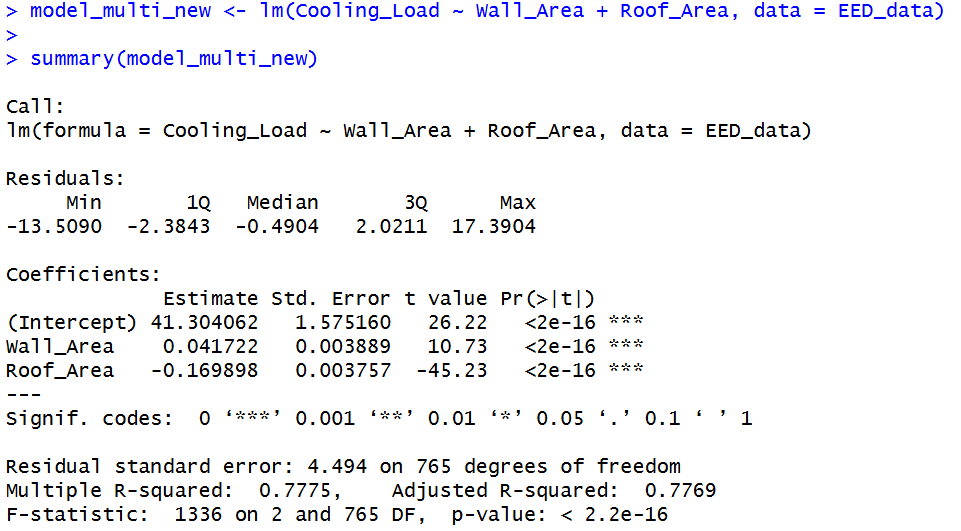 > model_multi_new <- lm(Cooling_Load ~ Wall_Area + Roof_Area, data = EED_data)
>
> summary(model_multi_new)
Call:
lm(formula = Cooling_Load ~ Wall_Area + Roof_Area, data = EED_data)
Residuals:
     Min       1Q   Median       3Q      Max
-13.5090  -2.3843  -0.4904   2.0211  17.3904
Coefficients:
             Estimate Std. Error t value Pr(>|t|)
(Intercept) 41.304062   1.575160   26.22   <2e-16 ***
Wall_Area    0.041722   0.003889   10.73   <2e-16 ***
Roof_Area   -0.169898   0.003757  -45.23   <2e-16 ***
---
Signif. codes:  0 ‘***’ 0.001 ‘**’ 0.01 ‘*’ 0.05 ‘.’ 0.1 ‘ ’ 1
Residual standard error: 4.494 on 765 degrees of freedom
Multiple R-squared:  0.7775,    Adjusted R-squared:  0.7769
F-statistic:  1336 on 2 and 765 DF,  p-value: < 2.2e-16